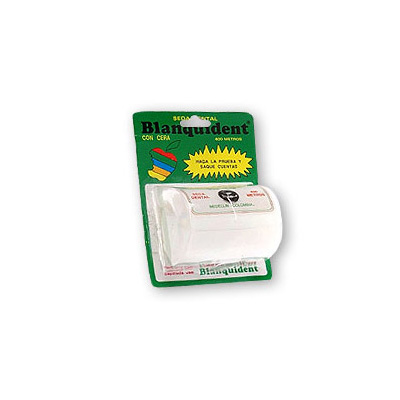 SEDA DENTAL
Blanquident®
CON CERA
400 METROS
HAGA LA PRUEBA Y
SAQUE CUENTAS
SEDA
DENTAL
400
METROS
MEDELLIN - COLOMBIA
Blanquident